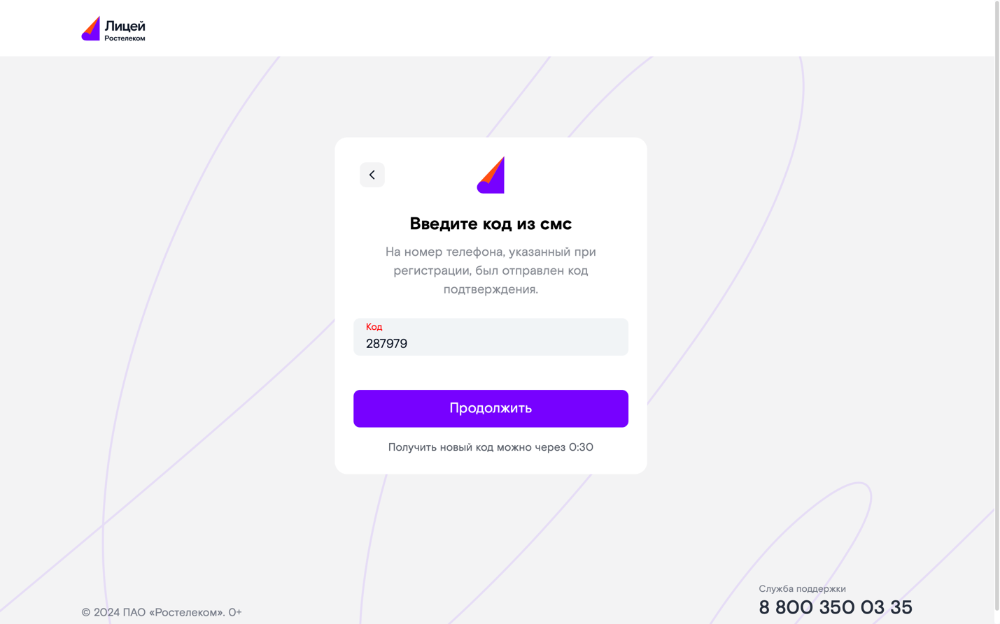 Лицей
Ростелеком
Введите код из смс
На номер телефона, указанный при
регистрации, был отправлен код
подтверждения.
Код
287979
Продолжить
Получить новый код можно через 0:30
© 2024 ПАО «Ростелеком». 0+
Служба поддержки
8 800 350 03 35